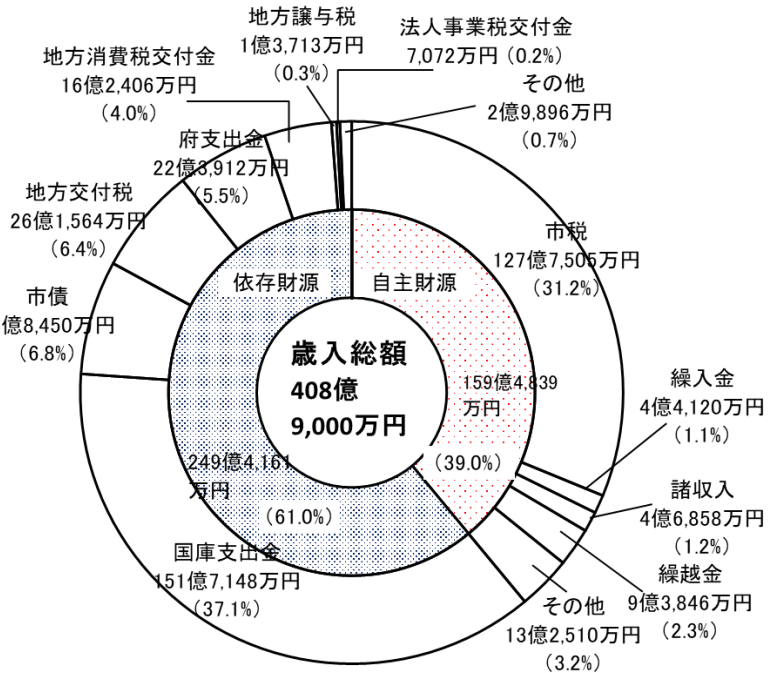 地方譲与税
1億3,713万円
（0.3%）
法人事業税交付金
7,072万円（0.2%）
その他
2億9,896万円
（0.7%）
地方消費税交付金
16億2,406万円
（4.0%）
府支出金
22億3,912万円
（5.5%）
地方交付税
26億1,564万円
（6.4%）
市債
億8,450万円
（6.8%）
市税
127億7,505万円
（31.2%）
依存財源
自主財源
歳入総額
408億
9,000万円
159億4,839
万円
（39.0%）
249億4,161
万円
（61.0%）
繰入金
4億4,120万円
（1.1%）
諸収入
4億6,858万円
（1.2%）
繰越金
9億3,846万円
（2.3%）
その他
13億2,510万円
（3.2%）
国庫支出金
151億7,148万円
（37.1%）